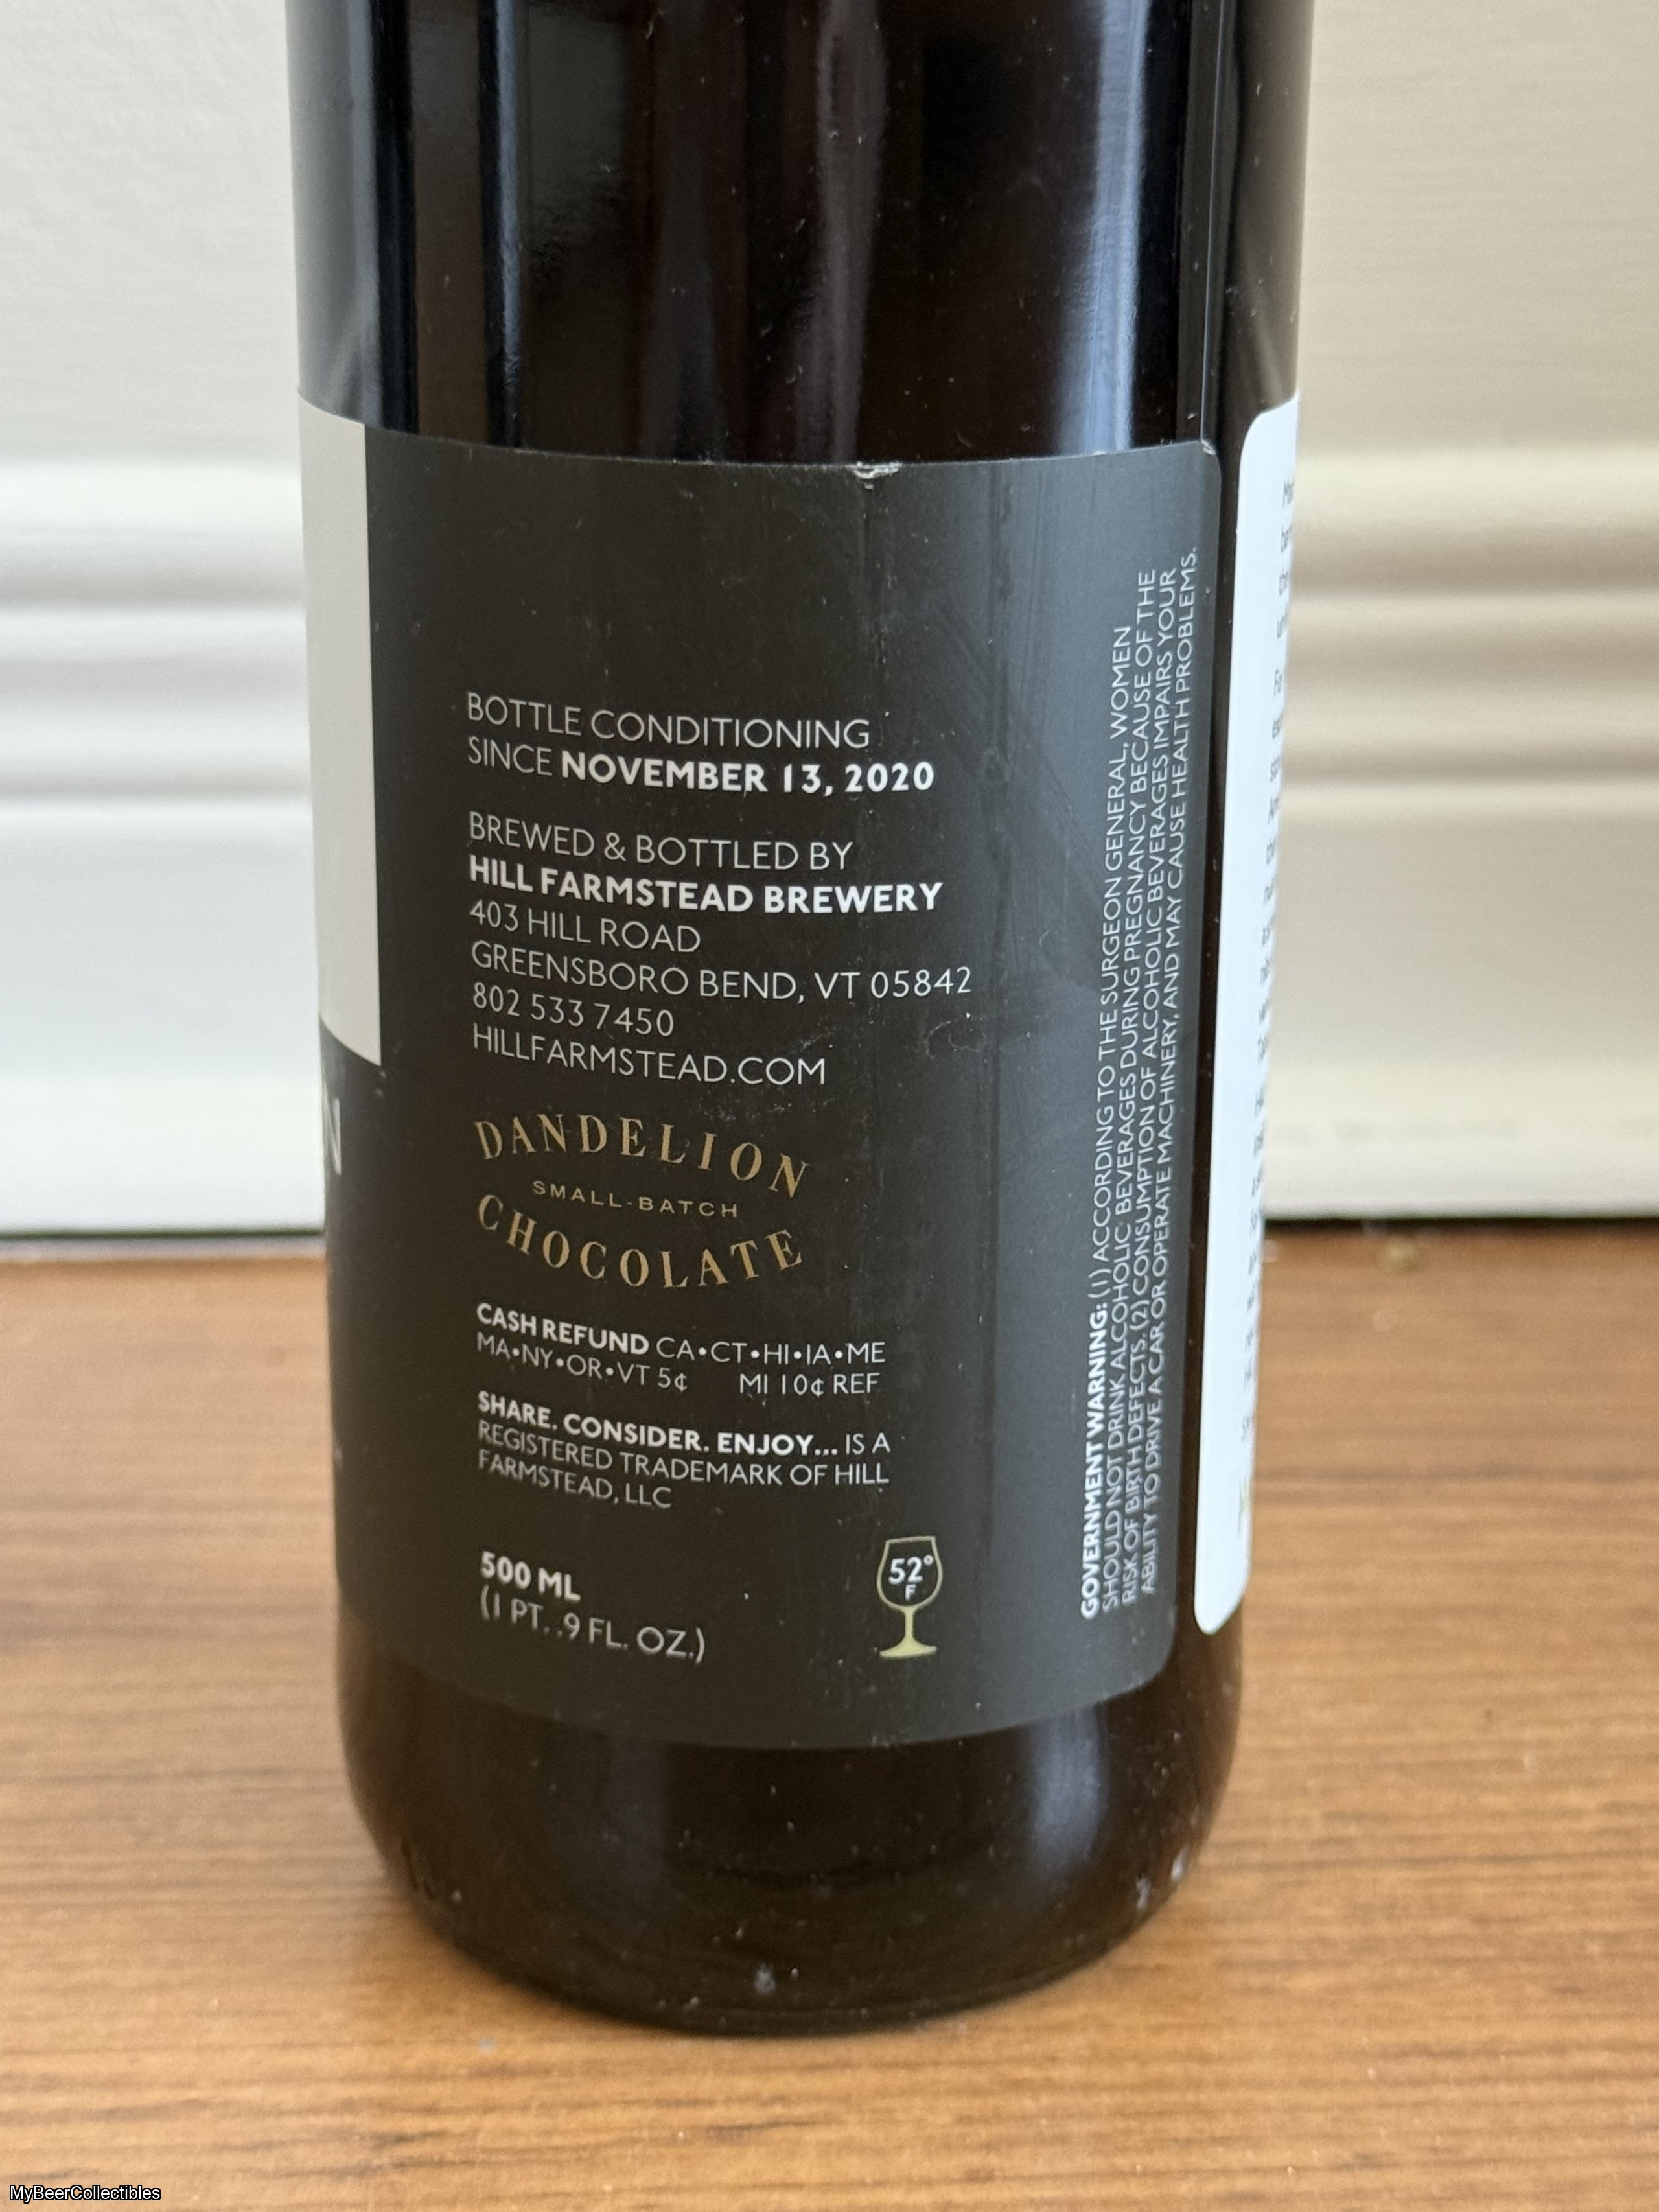 BOTTLE CONDITIONING
SINCE NOVEMBER 13, 2020
BREWED & BOTTLED BY
HILL FARMSTEAD BREWERY
403 HILL ROAD
GREENSBORO BEND, VT 05842
802 533 7450
HILLFARMSTEAD.COM
DANDELION
SMALL-BATCH
CHOCOLATE
CASH REFUND CA•CT•HI•IA•ME
MA•NY•OR•VT 5¢ MI 10¢ REF
SHARE. CONSIDER. ENJOY... IS A
REGISTERED TRADEMARK OF HILL
FARMSTEAD, LLC
500 ML
(1 PT. .9 FL. OZ.)
52°
F
GOVERNMENT WARNING: (1) ACCORDING TO THE SURGEON GENERAL, WOMEN
SHOULD NOT DRINK ALCOHOLIC BEVERAGES DURING PREGNANCY BECAUSE OF THE
RISK OF BIRTH DEFECTS. (2) CONSUMPTION OF ALCOHOLIC BEVERAGES IMPAIRS YOUR
ABILITY TO DRIVE A CAR OR OPERATE MACHINERY, AND MAY CAUSE HEALTH PROBLEMS.
MyBeerCollectibles